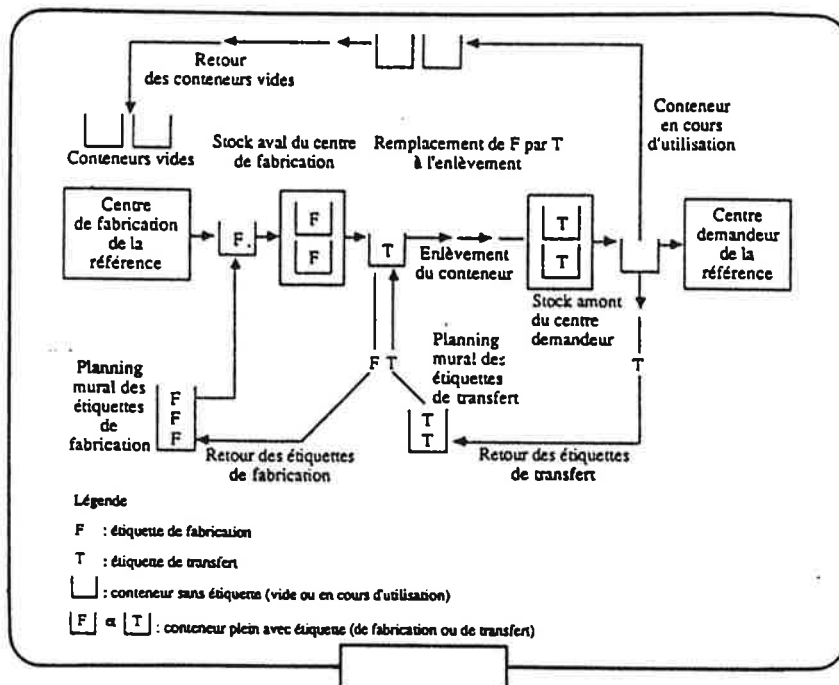 Retour
des conteneurs vides
Conteneurs vides
Stock aval du centre
de fabrication
Remplacement de F par T
à l'enlèvement
Conteneur
en cours
d'utilisation
Centre
de fabrication
de la
référence
F.
F
F
T
Enlèvement
du conteneur
T
T
Centre
demandeur
de la
référence
Stock amont
du centre
demandeur
Planning
mural des
étiquettes
de
fabrication
F
F
F
F T
Planning
mural des
étiquettes
de transfert
T
T
T
Retour des étiquettes
de fabrication
Retour des étiquettes
de transfert
Légende
F : étiquette de fabrication
T : étiquette de transfert
: conteneur sans étiquette (vide ou en cours d'utilisation)
F et T : conteneur plein avec étiquette (de fabrication ou de transfert)